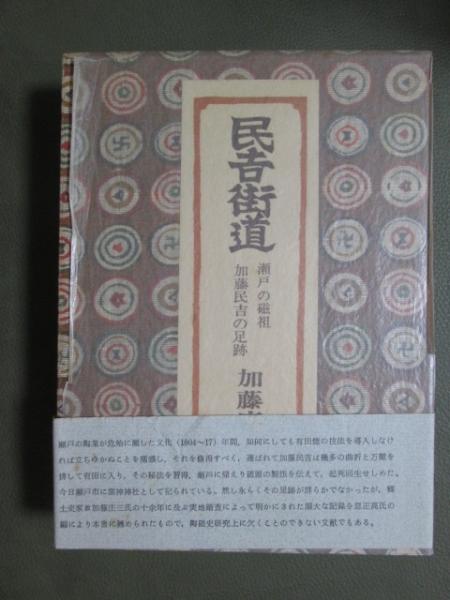 民吉街道
瀬戸の磁祖
加藤民吉の足跡
加藤
瀬戸の陶業が危殆に瀕した文化(1804〜17)年間、如何にしても有田焼の技法を導入しなけ
れば立ちゆかぬことを痛感し、それを修得すべく、選ばれて加藤民吉は幾多の曲折と万難を
排して有田に入り、その秘法を習得、瀬戸に帰えり磁器の製法を伝えて、起死回生せしめた。
今日瀬戸市に窯神神社として祀られている。然し永らくその足跡が詳らかでなかったが、郷
土史家加藤庄三氏の十余年に及ぶ実地踏査によって明かにされた厖大な記録を息正高氏の
編により本書に纏められたもので、陶磁史研究上に欠くことのできない文献でもある。